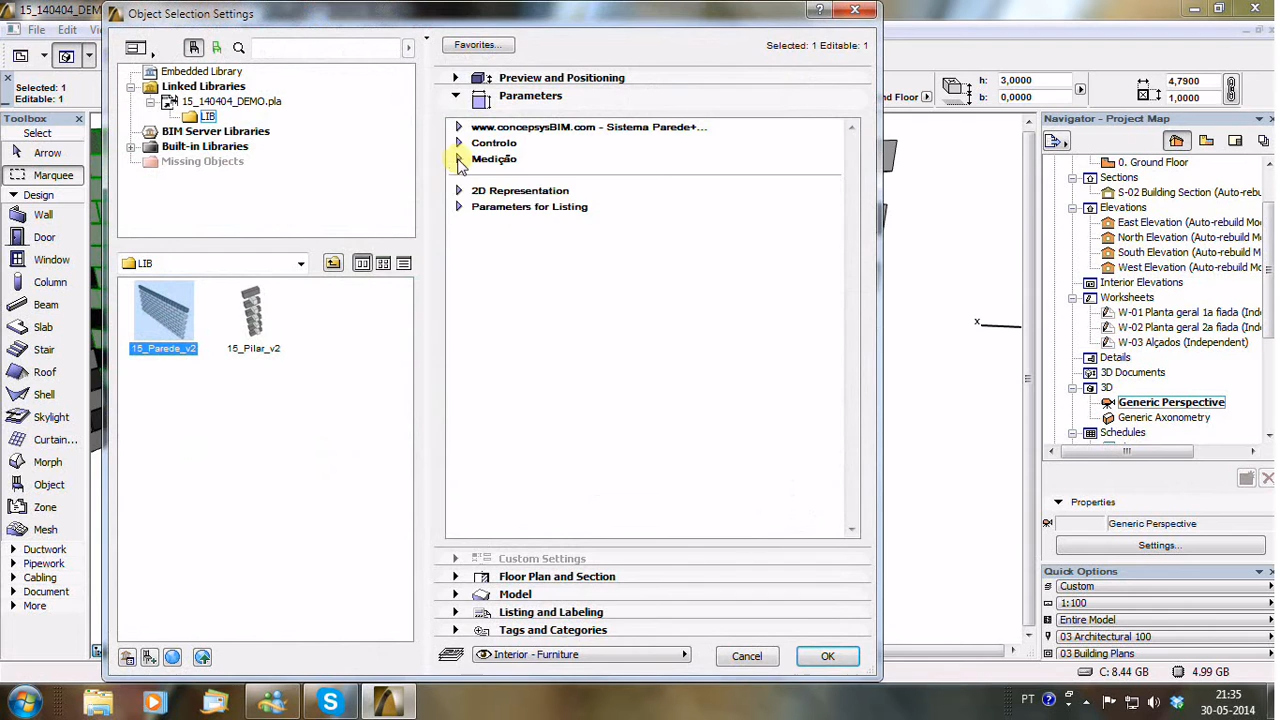 15_140404_DEM
Object Selection Settings
File Edit
Selected: 1
Editable: 1
Toolbox
Select
Arrow
Marquee
Design
Wall
Door
Window
Column
Beam
Slab
Stair
Roof
Shell
Skylight
Curtain...
Morph
Object
Zone
Mesh
Ductwork
Pipework
Cabling
Document
More
Embedded Library
Linked Libraries
15_140404_DEMO.pla
LIB
BIM Server Libraries
Built-in Libraries
Missing Objects
LIB
15_Parede_v2
15_Pilar_v2
Favorites...
Selected: 1 Editable: 1
Preview and Positioning
Parameters
www.concepsysBIM.com - Sistema Parede+...
Controlo
Medição
2D Representation
Parameters for Listing
Custom Settings
Floor Plan and Section
Model
Listing and Labeling
Tags and Categories
Interior - Furniture
Cancel
OK
nd Floor
h: 3,0000
b: 0,0000
4,7900
1,0000
x
Navigator - Project Map
0. Ground Floor
Sections
S-02 Building Section (Auto-rebu
Elevations
East Elevation (Auto-rebuild Mo
North Elevation (Auto-rebuild M
South Elevation (Auto-rebuild M
West Elevation (Auto-rebuild M
Interior Elevations
Worksheets
W-01 Planta geral 1a fiada (Inde
W-02 Planta geral 2a fiada (Inde
W-03 Alçados (Independent)
Details
3D Documents
3D
Generic Perspective
Generic Axonometry
Schedules
Properties
Generic Perspective
Settings...
Quick Options
Custom
1:100
Entire Model
03 Architectural 100
03 Building Plans
C: 8.44 GB
4.99 GB
PT
21:35
30-05-2014